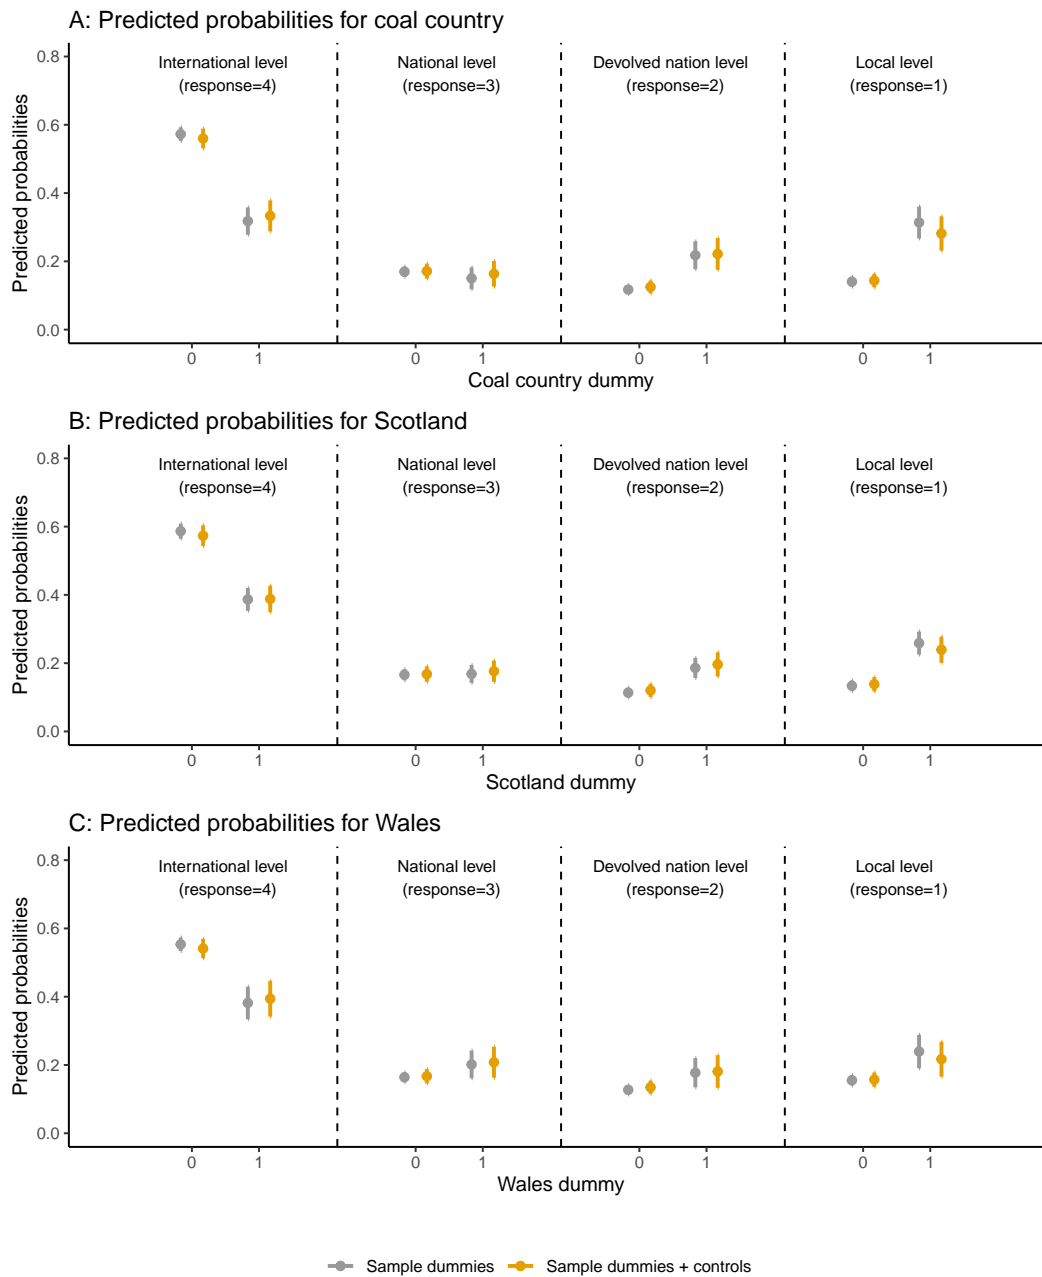 A: Predicted probabilities for coal country
International level National level Devolved nation level Local level
(response=4) (response=3) (response=2) (response=1)
Predicted probabilities
0.8
0.6
0.4
0.2
0.0
0 1 0 1 0 1 0 1
Coal country dummy
B: Predicted probabilities for Scotland
International level National level Devolved nation level Local level
(response=4) (response=3) (response=2) (response=1)
Predicted probabilities
0.8
0.6
0.4
0.2
0.0
0 1 0 1 0 1 0 1
Scotland dummy
C: Predicted probabilities for Wales
International level National level Devolved nation level Local level
(response=4) (response=3) (response=2) (response=1)
Predicted probabilities
0.8
0.6
0.4
0.2
0.0
0 1 0 1 0 1 0 1
Wales dummy
Sample dummies Sample dummies + controls